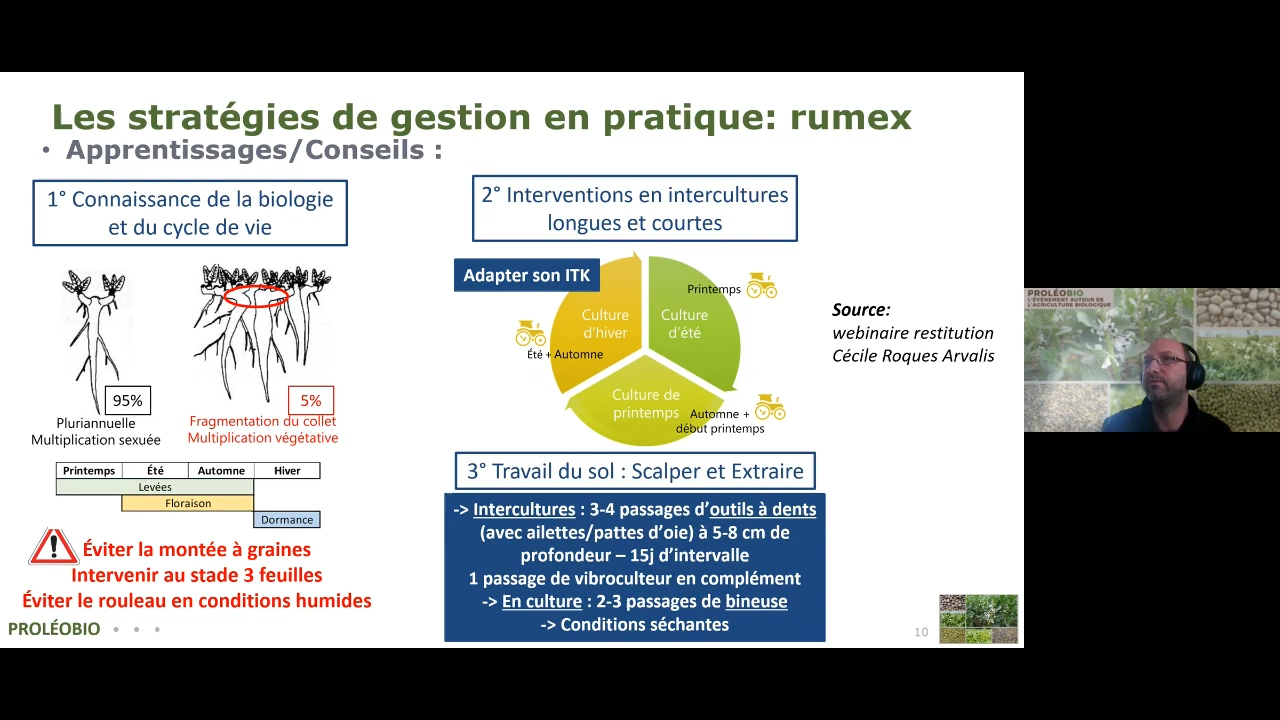 Les stratégies de gestion en pratique: rumex
• Apprentissages/Conseils :
1° Connaissance de la biologie
et du cycle de vie
95%
Pluriannuelle
Multiplication sexuée
5%
Fragmentation du collet
Multiplication végétative
Printemps Été Automne Hiver
Levées
Floraison
Dormance
Éviter la montée à graines
Intervenir au stade 3 feuilles
Éviter le rouleau en conditions humides
2° Interventions en intercultures
longues et courtes
Adapter son ITK
Culture
d'hiver
Été + Automne
Culture
d'été
Printemps
Culture de
printemps
Automne +
début printemps
3° Travail du sol : Scalper et Extraire
-> Intercultures : 3-4 passages d’outils à dents
(avec ailettes/pattes d’oie) à 5-8 cm de
profondeur – 15j d’intervalle
1 passage de vibroculteur en complément
-> En culture : 2-3 passages de bineuse
-> Conditions séchantes
Source:
webinaire restitution
Cécile Roques Arvalis
PROLÉOBIO
10
PROLÉOBIO
L'ÉVÉNEMENT AUTOUR DE
L'AGRICULTURE BIOLOGIQUE